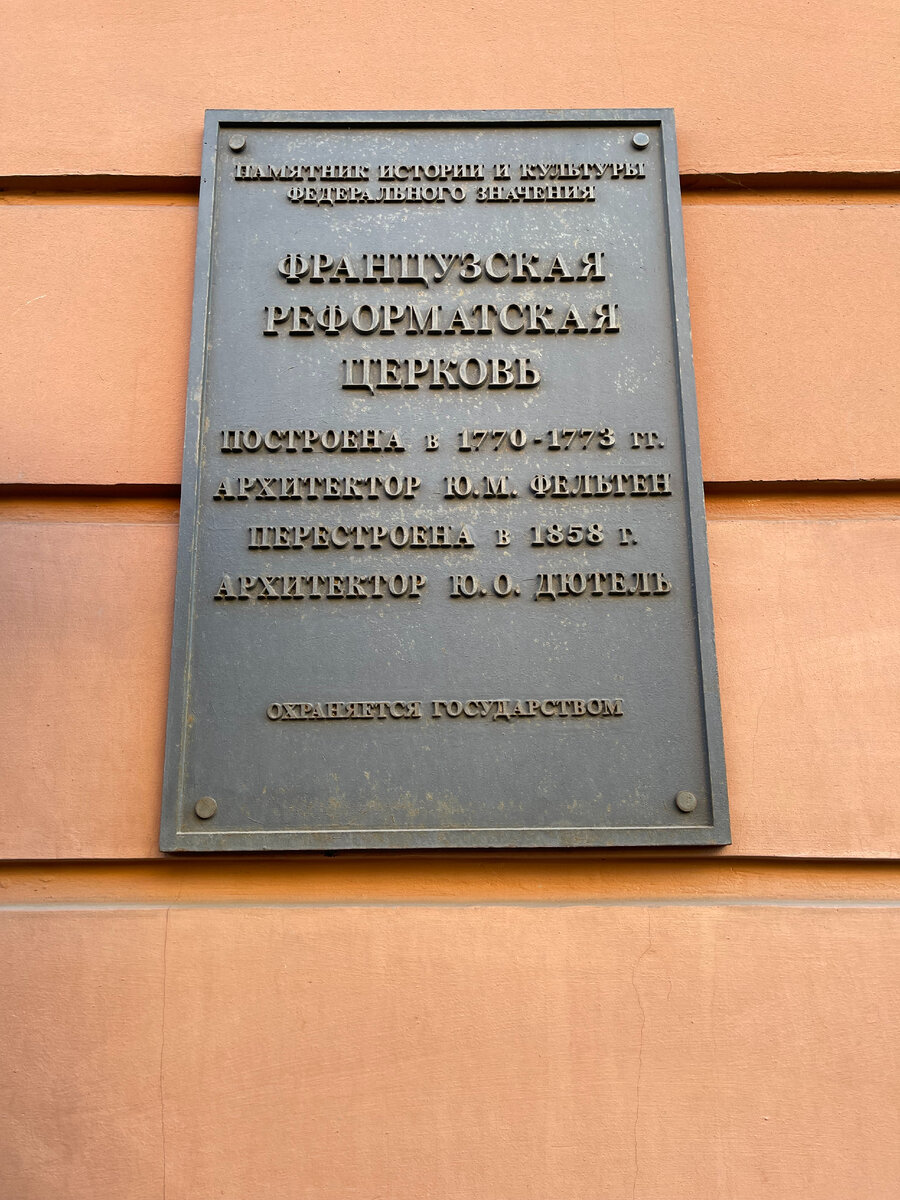 ПАМЯТНИК ИСТОРИИ И КУЛЬТУРЫ
ФЕДЕРАЛЬНОГО ЗНАЧЕНИЯ
ФРАНЦУЗСКАЯ
РЕФОРМАТСКАЯ
ЦЕРКОВЬ
ПОСТРОЕНА в 1770-1773 гг.
АРХИТЕКТОР Ю.М. ФЕЛЬТЕН
ПЕРЕСТРОЕНА в 1858 г.
АРХИТЕКТОР Ю.О. ДЮТЕЛЬ
ОХРАНЯЕТСЯ ГОСУДАРСТВОМ